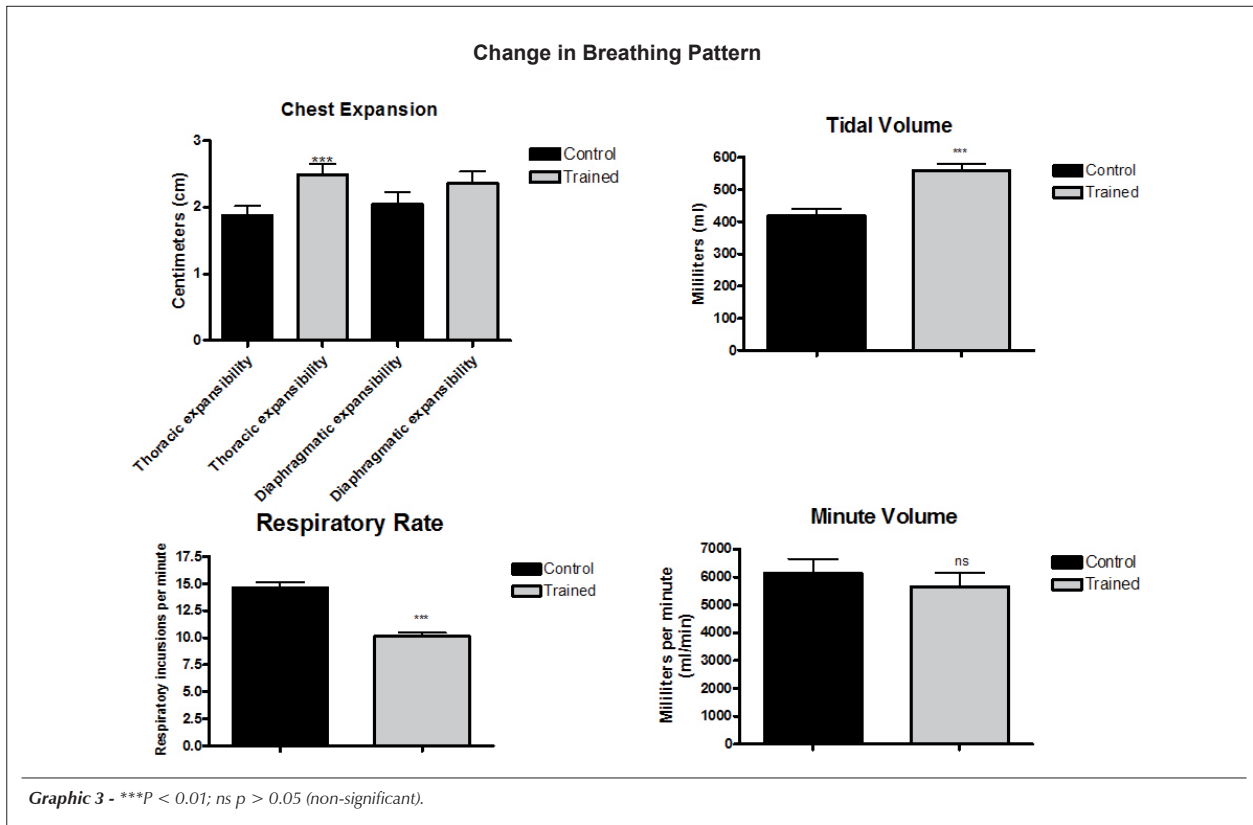 Change in Breathing Pattern
Chest Expansion
Centimeters (cm)
3
2
1
0
***
Control
Trained
Thoracic expansibility
Thoracic expansibility
Diaphragmatic expansibility
Diaphragmatic expansibility
Tidal Volume
Mililiters (ml)
600
500
400
300
200
100
0
***
Control
Trained
Respiratory Rate
Respiratory incursions per minute
17.5
15.0
12.5
10.0
7.5
5.0
2.5
0.0
***
Control
Trained
Minute Volume
Mililiters per minute
(ml/min)
7000
6000
5000
4000
3000
2000
1000
0
ns
Control
Trained
Graphic 3 - ***P < 0.01; ns p > 0.05 (non-significant).